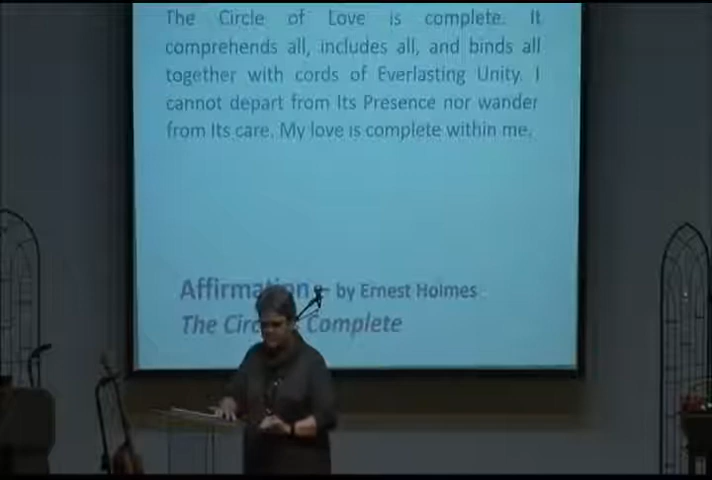 The Circle of Love is complete. It
comprehends all, includes all, and binds all
together with cords of Everlasting Unity. I
cannot depart from Its Presence nor wander
from Its care. My love is complete within me.
Affirmation – by Ernest Holmes
The Circ Complete